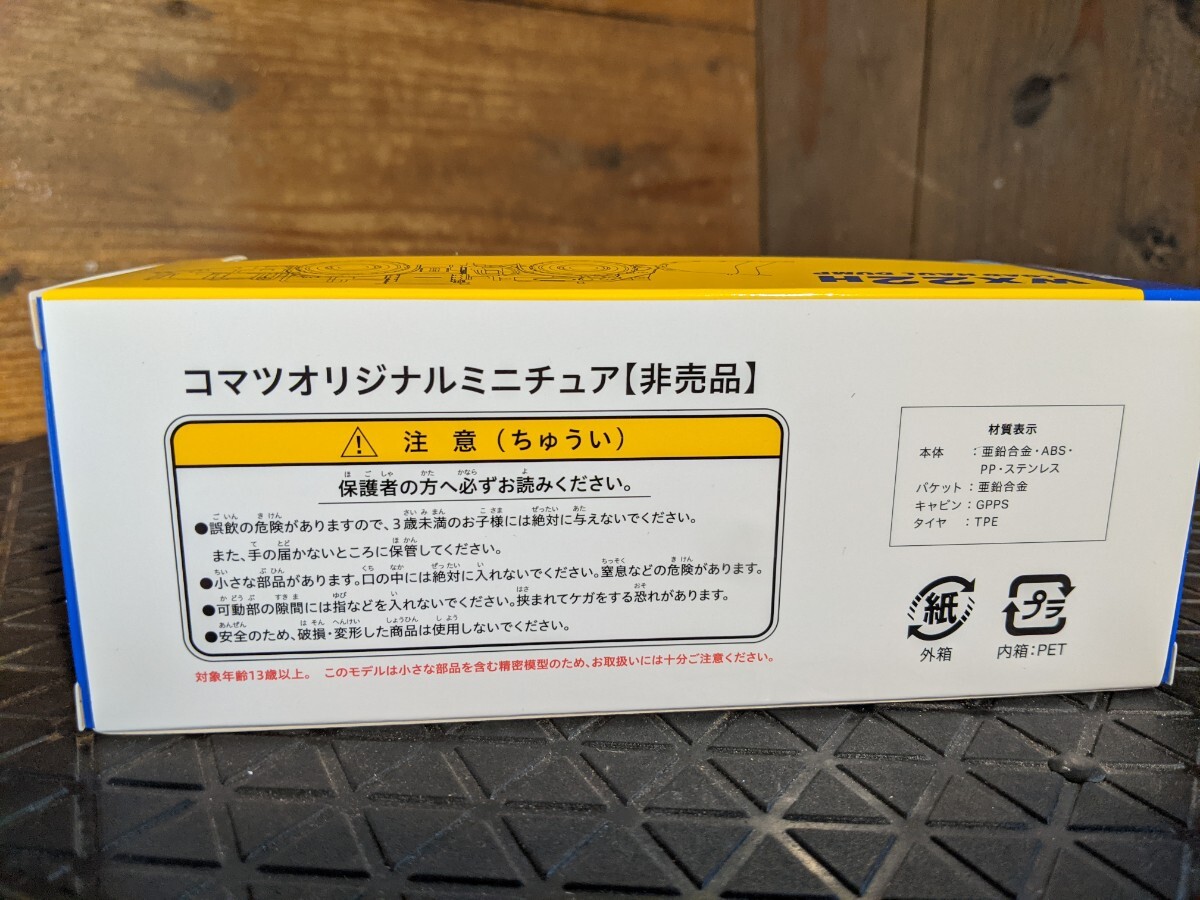 WX22H
LOAD HAUL DUMP
コマツオリジナルミニチュア【非売品】
注 意（ちゅうい）
保護者の方へ必ずお読みください。
●誤飲の危険がありますので、3歳未満のお子様には絶対に与えないでください。
また、手の届かないところに保管してください。
●小さな部品があります。口の中には絶対に入れないでください。窒息などの危険があります。
●可動部の隙間には指などを入れないでください。挟まれてケガをする恐れがあります。
●安全のため、破損・変形した商品は使用しないでください。
対象年齢13歳以上。 このモデルは小さな部品を含む精密模型のため、お取扱いには十分ご注意ください。
材質表示
本体 ：亜鉛合金・ABS・
PP・ステンレス
バケット：亜鉛合金
キャビン：GPPS
タイヤ ：TPE
紙
外箱
プラ
内箱：PET